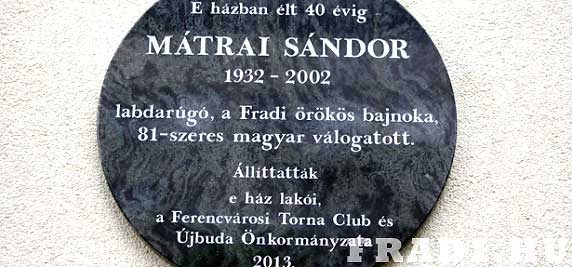 E házban élt 40 évig
MÁTRAI SÁNDOR
1932 - 2002
labdarúgó, a Fradi örökös bajnoka,
81-szeres magyar válogatott.
Állíttatták
e ház lakói,
a Ferencvárosi Torna Club és
Újbuda Önkormányzata
2013.
FRADI.HU